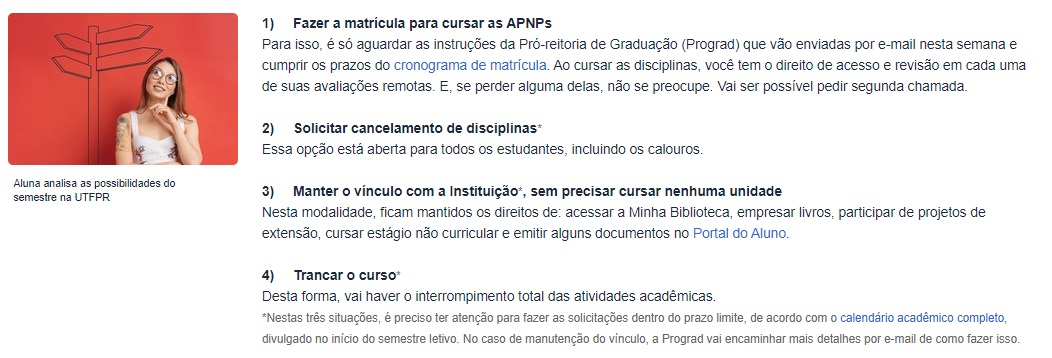 1) Fazer a matrícula para cursar as APNPs
Para isso, é só aguardar as instruções da Pró-reitoria de Graduação (Prograd) que vão enviadas por e-mail nesta semana e
cumprir os prazos do cronograma de matrícula. Ao cursar as disciplinas, você tem o direito de acesso e revisão em cada uma
de suas avaliações remotas. E, se perder alguma delas, não se preocupe. Vai ser possível pedir segunda chamada.
2) Solicitar cancelamento de disciplinas*
Essa opção está aberta para todos os estudantes, incluindo os calouros.
Aluna analisa as possibilidades do
semestre na UTFPR
3) Manter o vínculo com a Instituição*, sem precisar cursar nenhuma unidade
Nesta modalidade, ficam mantidos os direitos de: acessar a Minha Biblioteca, empresar livros, participar de projetos de
extensão, cursar estágio não curricular e emitir alguns documentos no Portal do Aluno.
4) Trancar o curso*
Desta forma, vai haver o interrompimento total das atividades acadêmicas.
*Nestas três situações, é preciso ter atenção para fazer as solicitações dentro do prazo limite, de acordo com o calendário acadêmico completo,
divulgado no início do semestre letivo. No caso de manutenção do vínculo, a Prograd vai encaminhar mais detalhes por e-mail de como fazer isso.